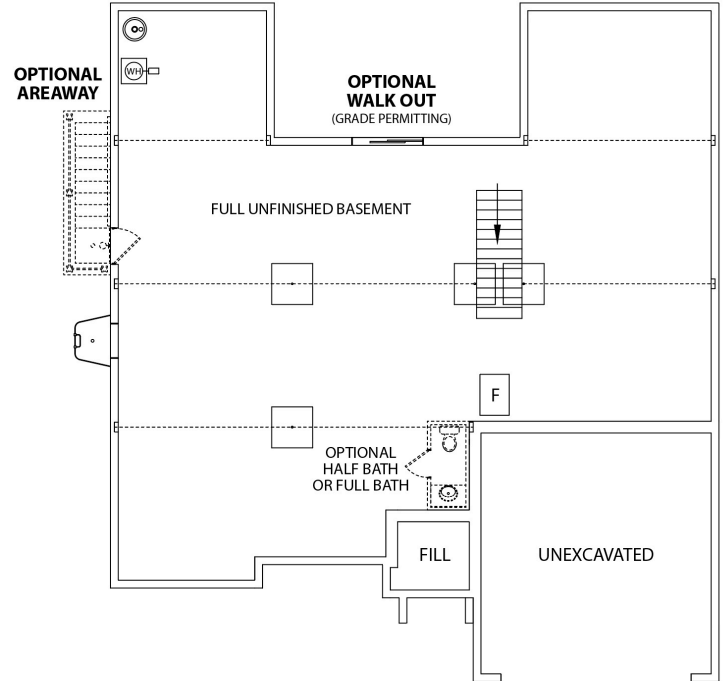 WH
OPTIONAL
AREAWAY
OPTIONAL
WALK OUT
(GRADE PERMITTING)
FULL UNFINISHED BASEMENT
F
OPTIONAL
HALF BATH
OR FULL BATH
FILL
UNEXCAVATED